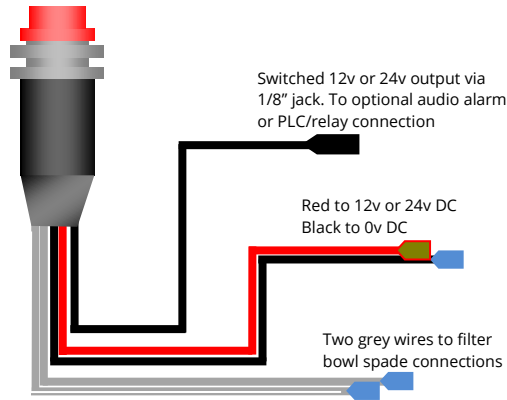 Switched 12v or 24v output via
1/8” jack. To optional audio alarm
or PLC/relay connection
Red to 12v or 24v DC
Black to 0v DC
Two grey wires to filter
bowl spade connections